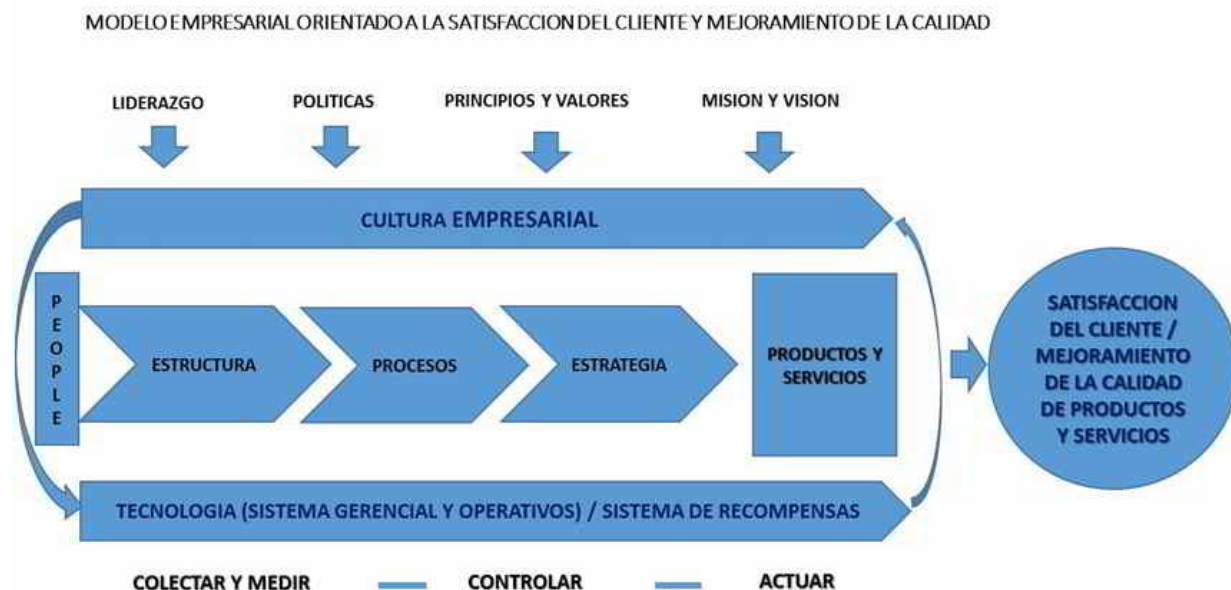 MODELO EMPRESARIAL ORIENTADO A LA SATISFACCION DEL CLIENTE Y MEJORAMIENTO DE LA CALIDAD
LIDERAZGO
POLITICAS
PRINCIPIOS Y VALORES
MISION Y VISION
CULTURA EMPRESARIAL
PEOPLE
ESTRUCTURA
PROCESOS
ESTRATEGIA
PRODUCTOS Y
SERVICIOS
SATISFACCION
DEL CLIENTE /
MEJORAMIENTO
DE LA CALIDAD
DE PRODUCTOS
Y SERVICIOS
TECNOLOGIA (SISTEMA GERENCIAL Y OPERATIVOS) / SISTEMA DE RECOMPENSAS
COLECTAR Y MEDIR
CONTROLAR
ACTUAR